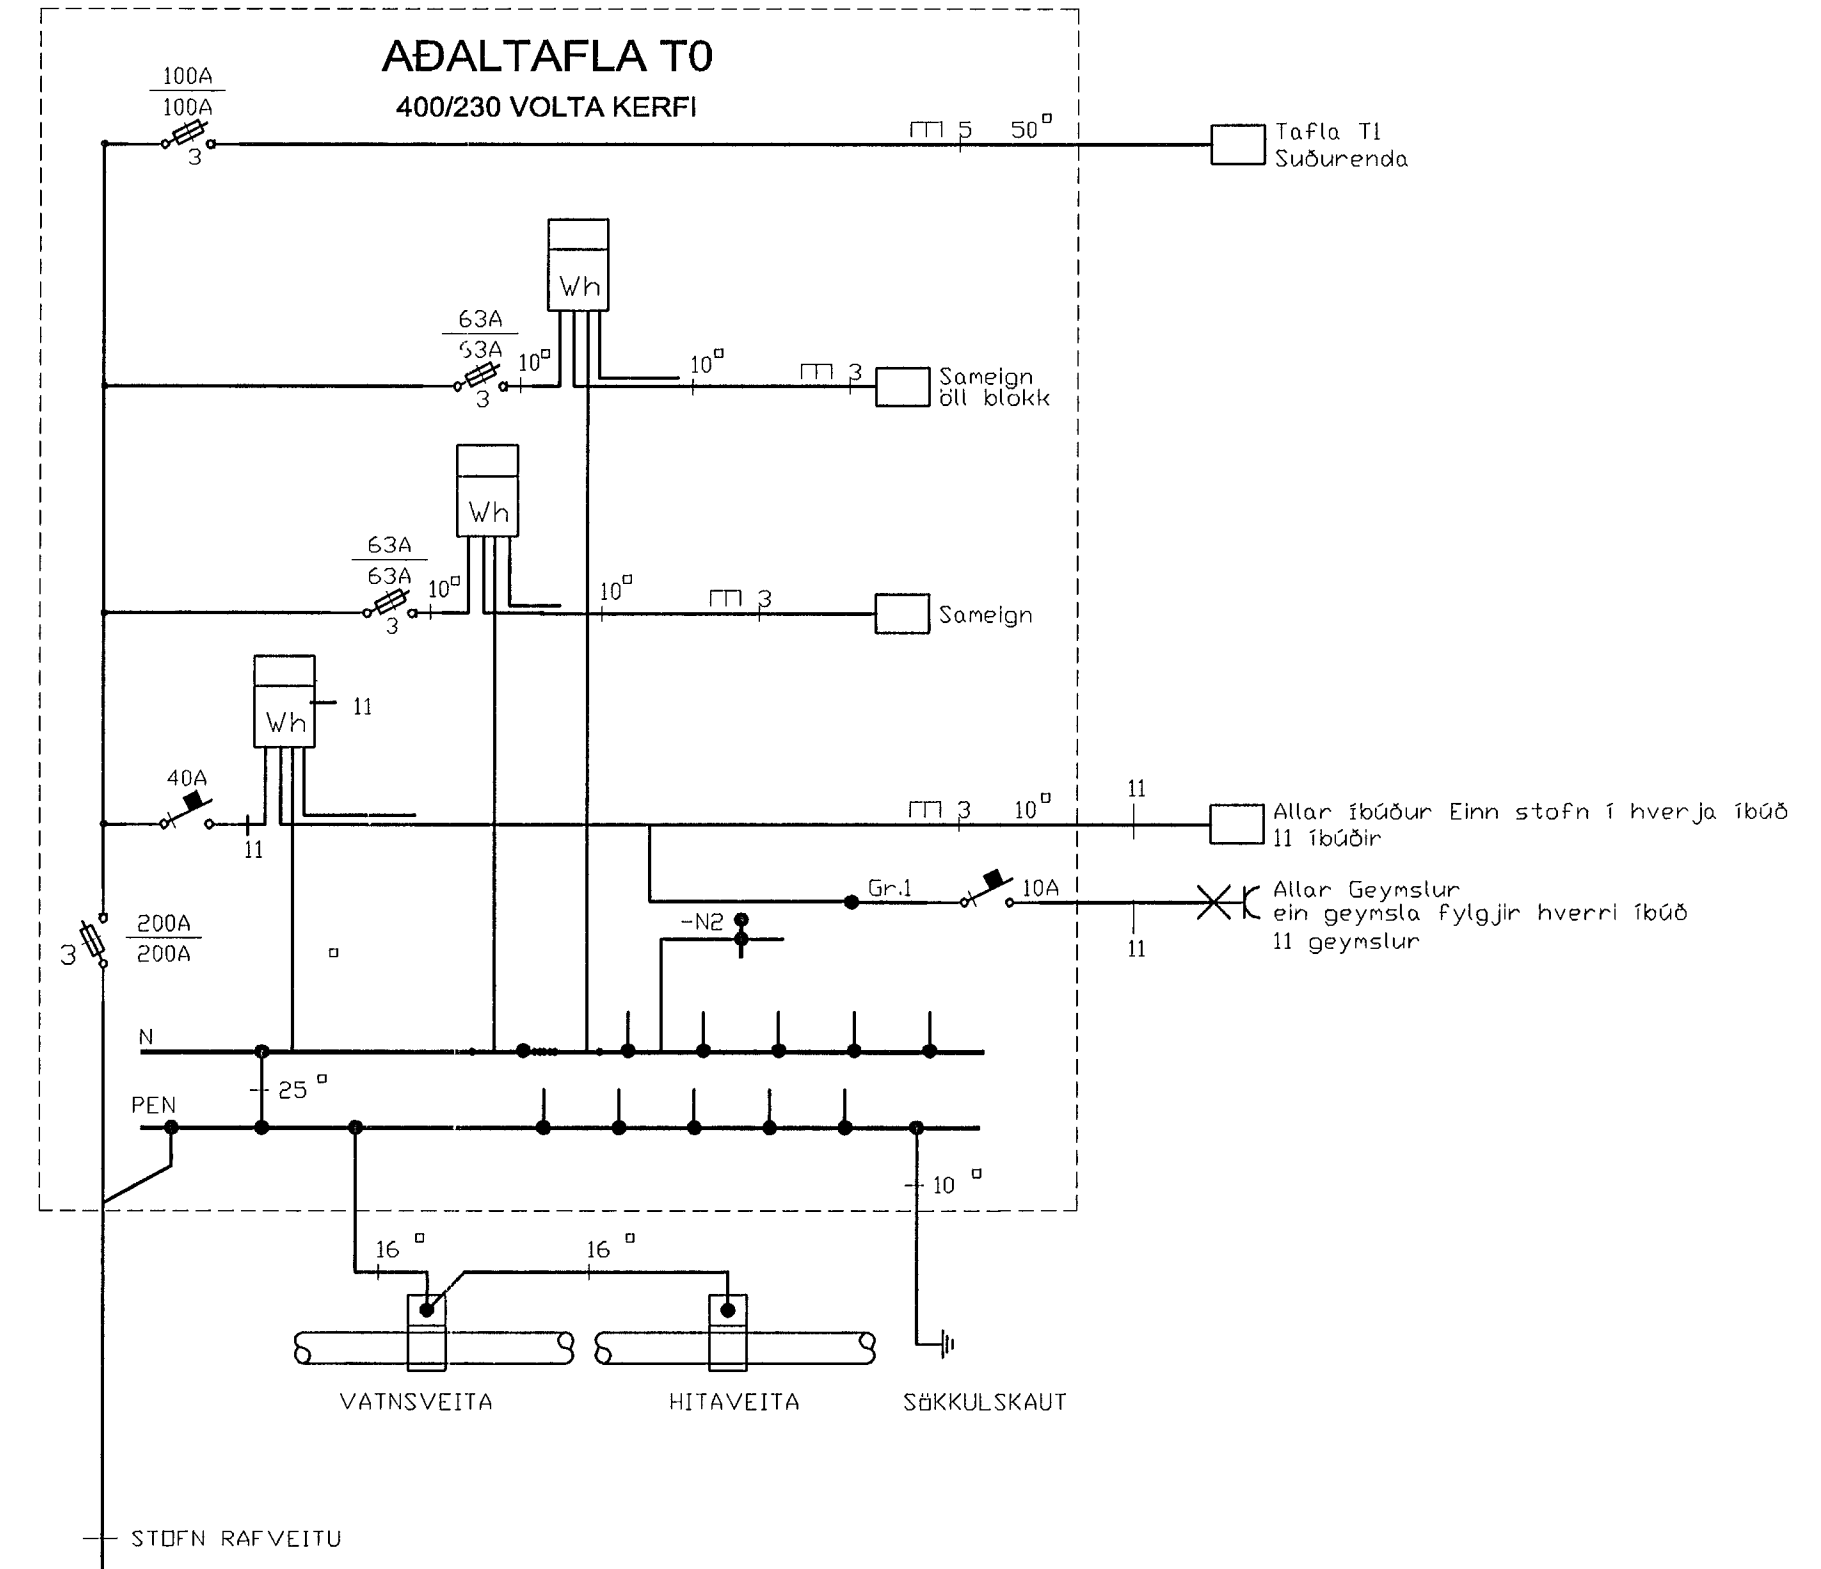 AÐALTAFLA T0
400/230 VOLTA KERFI
100A
100A
3
5
50
Tafla T1
Suðurenda
Wh
63A
63A
3
10
10
3
Sameign
öll blokk
Wh
63A
63A
3
10
10
3
Sameign
Wh
11
40A
11
3
10
11
Allar íbúður Einn stofn í hverja íbúð
11 íbúðir
Gr.1
10A
11
Allar Geymslur
ein geymsla fylgjir hverri íbúð
11 geymslur
-N2
3
200A
200A
N
25
PEN
10
16
16
VATNSVEITA
HITAVEITA
SÖKKULSKAUT
STOFN RAFVEITU